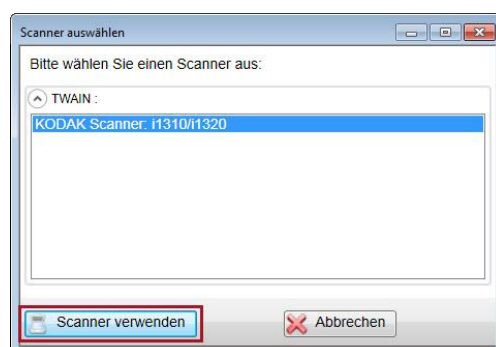 Scanner auswählen
Bitte wählen Sie einen Scanner aus:
TWAIN :
KODAK Scanner: i1310/i1320
Scanner verwenden
Abbrechen